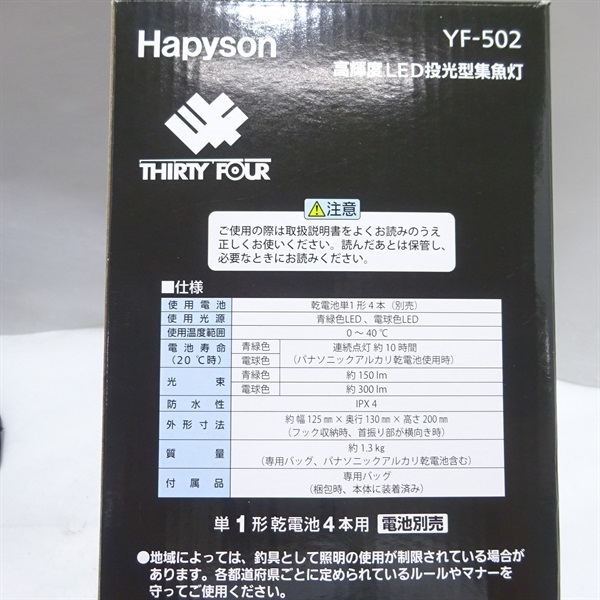 Hapyson
YF-502
高輝度LED投光型集魚灯
THIRTY FOUR
注意
ご使用の際は取扱説明書をよくお読みのうえ
正しくお使いください。読んだあとは保管し、
必要なときにお読みください。
■仕様
使用電池 乾電池単1形4本(別売)
使用光源 青緑色LED、電球色LED
使用温度範囲 0～40℃
電池寿命 青緑色 連続点灯 約10時間
(20℃時) 電球色 (パナソニックアルカリ乾電池使用時)
光束 青緑色 約150 lm
電球色 約300 lm
防水性 IPX 4
外形寸法 約 幅125㎜×奥行130㎜×高さ200㎜
(フック収納時、首振り部が横向き時)
質量 約1.3㎏
(専用バッグ、パナソニックアルカリ乾電池含む)
付属品 専用バッグ
(梱包時、本体に装着済み)
単1形乾電池4本用 電池別売
●地域によっては、釣具として照明の使用が制限されている場合が
あります。各都道府県ごとに定められているルールやマナーを
守ってご使用ください。